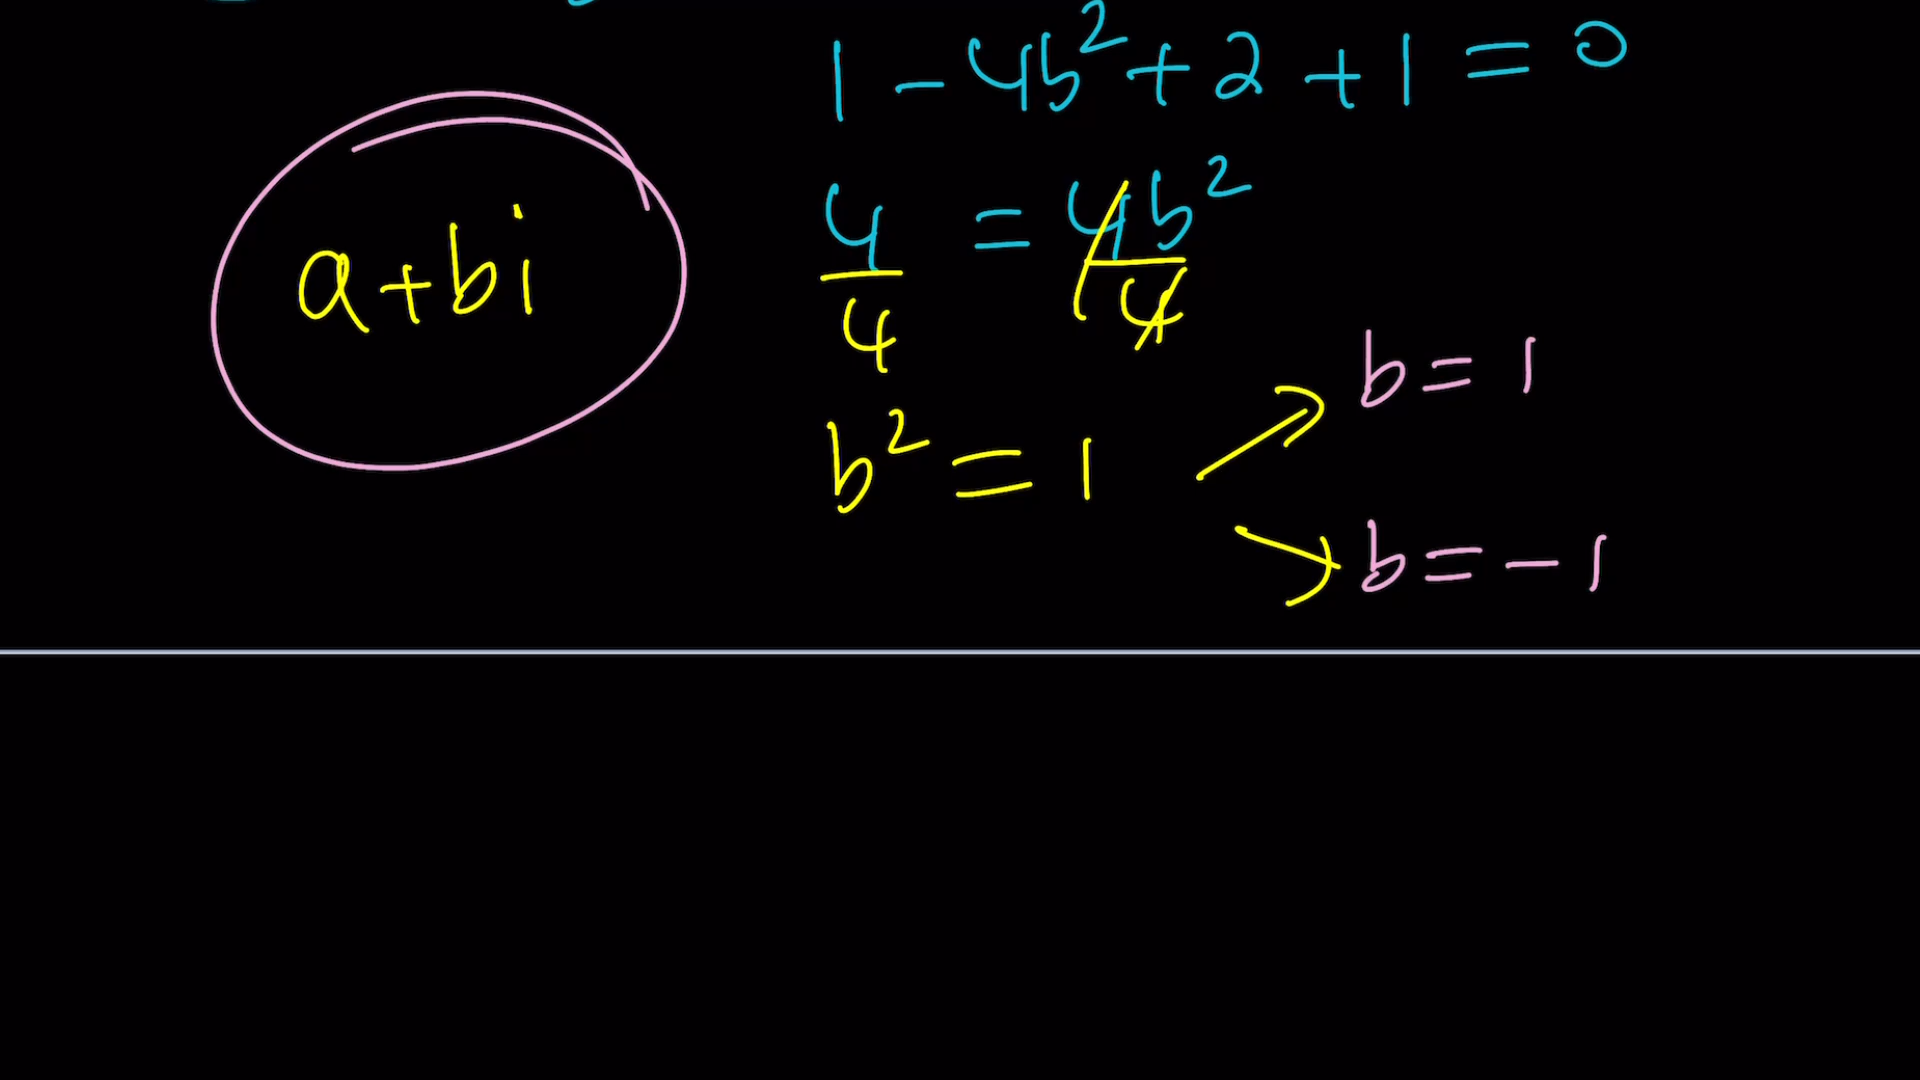 1 - 4b² + 2 + 1 = 0
a+bi
4/4 = 4b²/4
b² = 1
b = 1
b = - 1